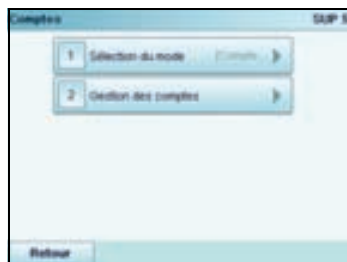 Comptes SUP 5
1 Sélection du mode
2 Gestion des comptes
Retour